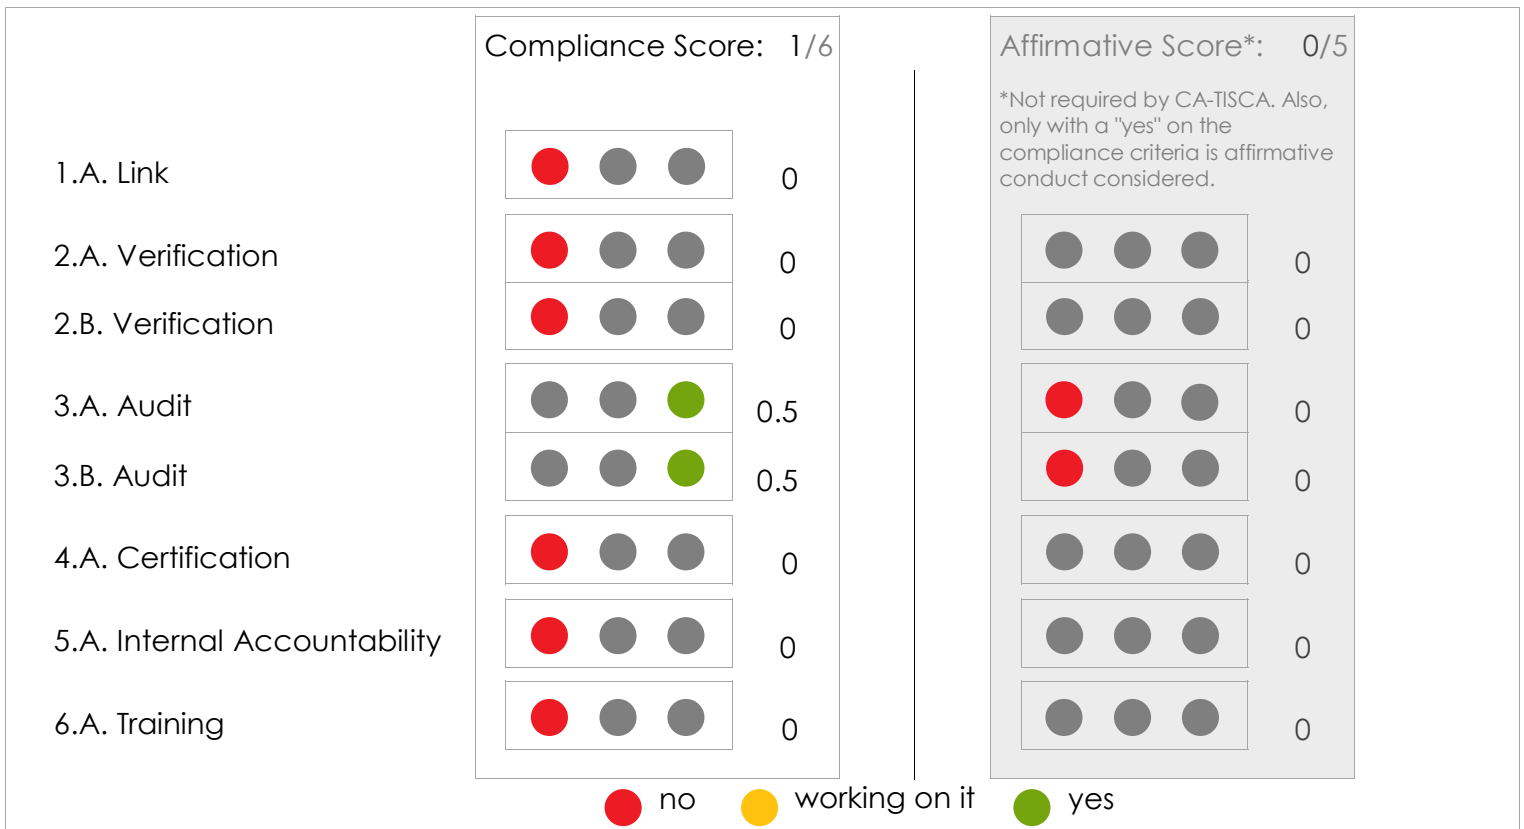 Compliance Score: 1/6
Affirmative Score*: 0/5
*Not required by CA-TISCA. Also,
only with a "yes" on the
compliance criteria is affirmative
conduct considered.
1.A. Link 0
2.A. Verification 0 0
2.B. Verification 0 0
3.A. Audit 0.5 0
3.B. Audit 0.5 0
4.A. Certification 0 0
5.A. Internal Accountability 0 0
6.A. Training 0 0
no working on it yes